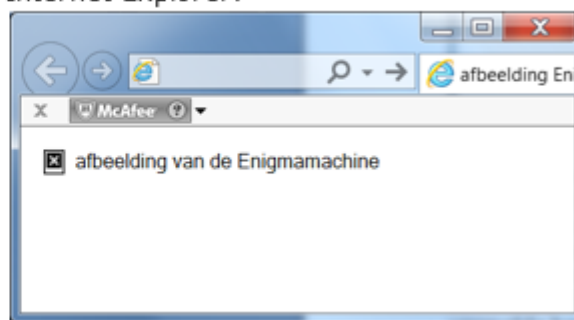 Internet Explorer:
afbeelding En
X McAfee
afbeelding van de Enigmamachine